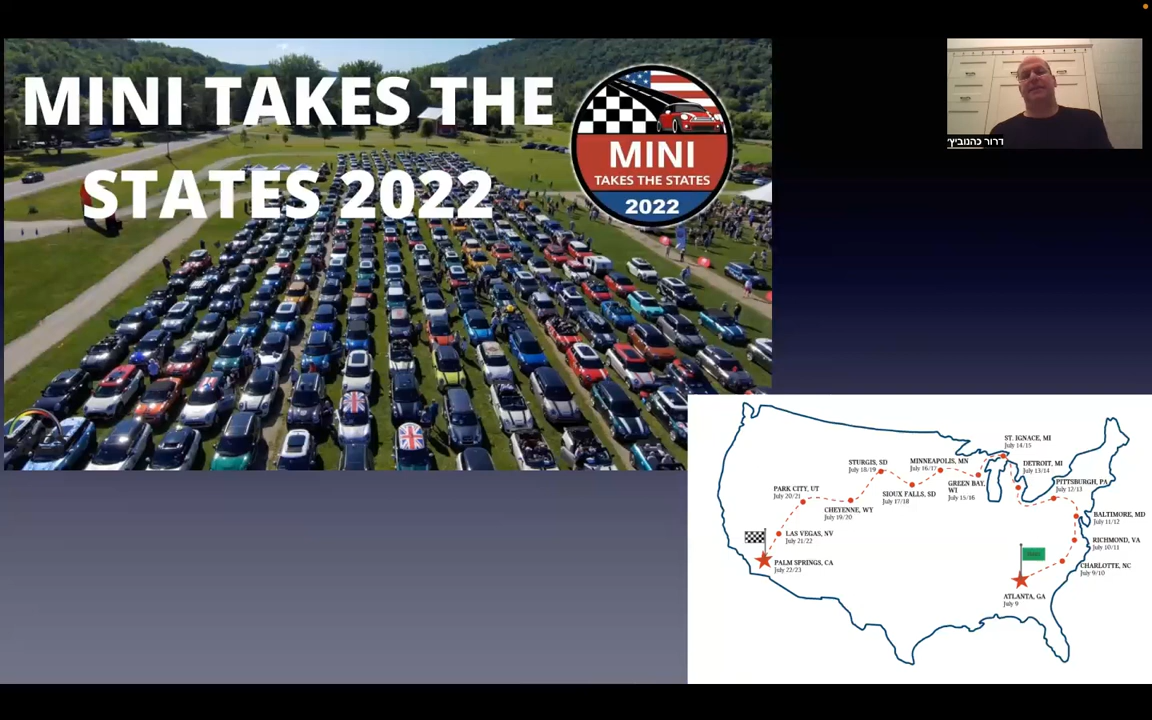 MINI TAKES THE
STATES 2022
MINI
TAKES THE STATES
2022
דרור כהנוביץ'
ST. IGNACE, MI
July 14/15
STURGIS, SD
July 18/19
MINNEAPOLIS, MN
July 16/17
DETROIT, MI
July 13/14
PARK CITY, UT
July 20/21
SIOUX FALLS, SD
July 17/18
GREEN BAY,
WI
July 15/16
PITTSBURGH, PA
July 12/13
CHEYENNE, WY
July 19/20
BALTIMORE, MD
July 11/12
LAS VEGAS, NV
July 21/22
RICHMOND, VA
July 10/11
PALM SPRINGS, CA
July 22/23
CHARLOTTE, NC
July 9/10
ATLANTA, GA
July 9